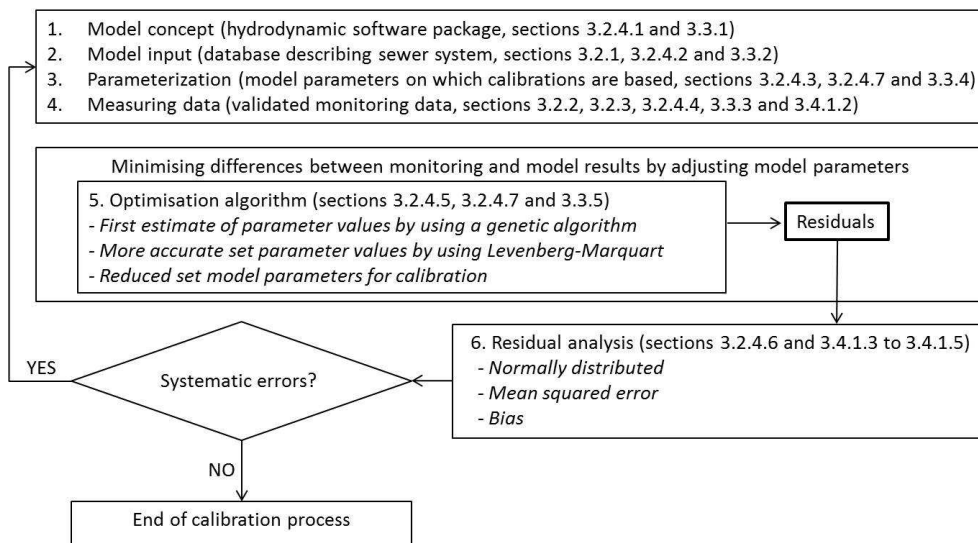 1. Model concept (hydrodynamic software package, sections 3.2.4.1 and 3.3.1)
2. Model input (database describing sewer system, sections 3.2.1, 3.2.4.2 and 3.3.2)
3. Parameterization (model parameters on which calibrations are based, sections 3.2.4.3, 3.2.4.7 and 3.3.4)
4. Measuring data (validated monitoring data, sections 3.2.2, 3.2.3, 3.2.4.4, 3.3.3 and 3.4.1.2)
Minimising differences between monitoring and model results by adjusting model parameters
5. Optimisation algorithm (sections 3.2.4.5, 3.2.4.7 and 3.3.5)
- First estimate of parameter values by using a genetic algorithm
- More accurate set parameter values by using Levenberg-Marquart
- Reduced set model parameters for calibration
Residuals
6. Residual analysis (sections 3.2.4.6 and 3.4.1.3 to 3.4.1.5)
- Normally distributed
- Mean squared error
- Bias
YES
Systematic errors?
NO
End of calibration process